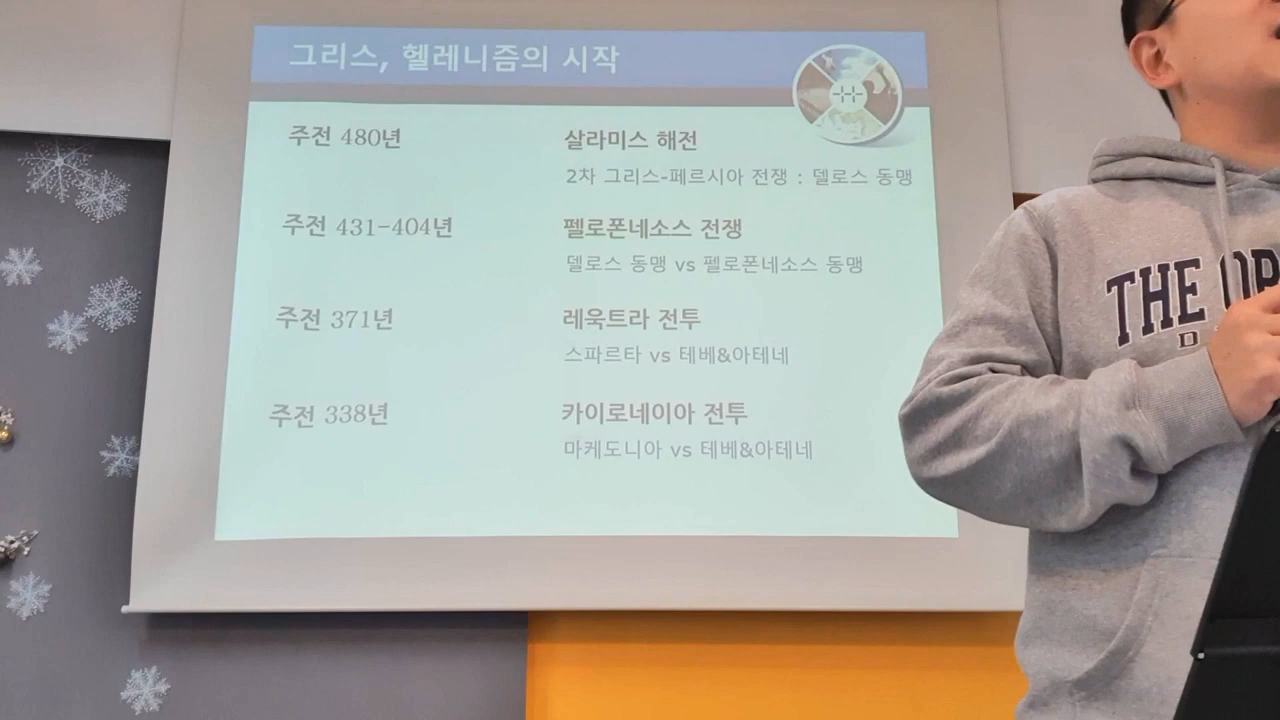 그리스, 헬레니즘의 시작
주전 480년
살라미스 해전
2차 그리스-페르시아 전쟁 : 델로스 동맹
주전 431-404년
펠로폰네소스 전쟁
델로스 동맹 vs 펠로폰네소스 동맹
주전 371년
레욱트라 전투
스파르타 vs 테베&아테네
주전 338년
카이로네이아 전투
마케도니아 vs 테베&아테네
THE